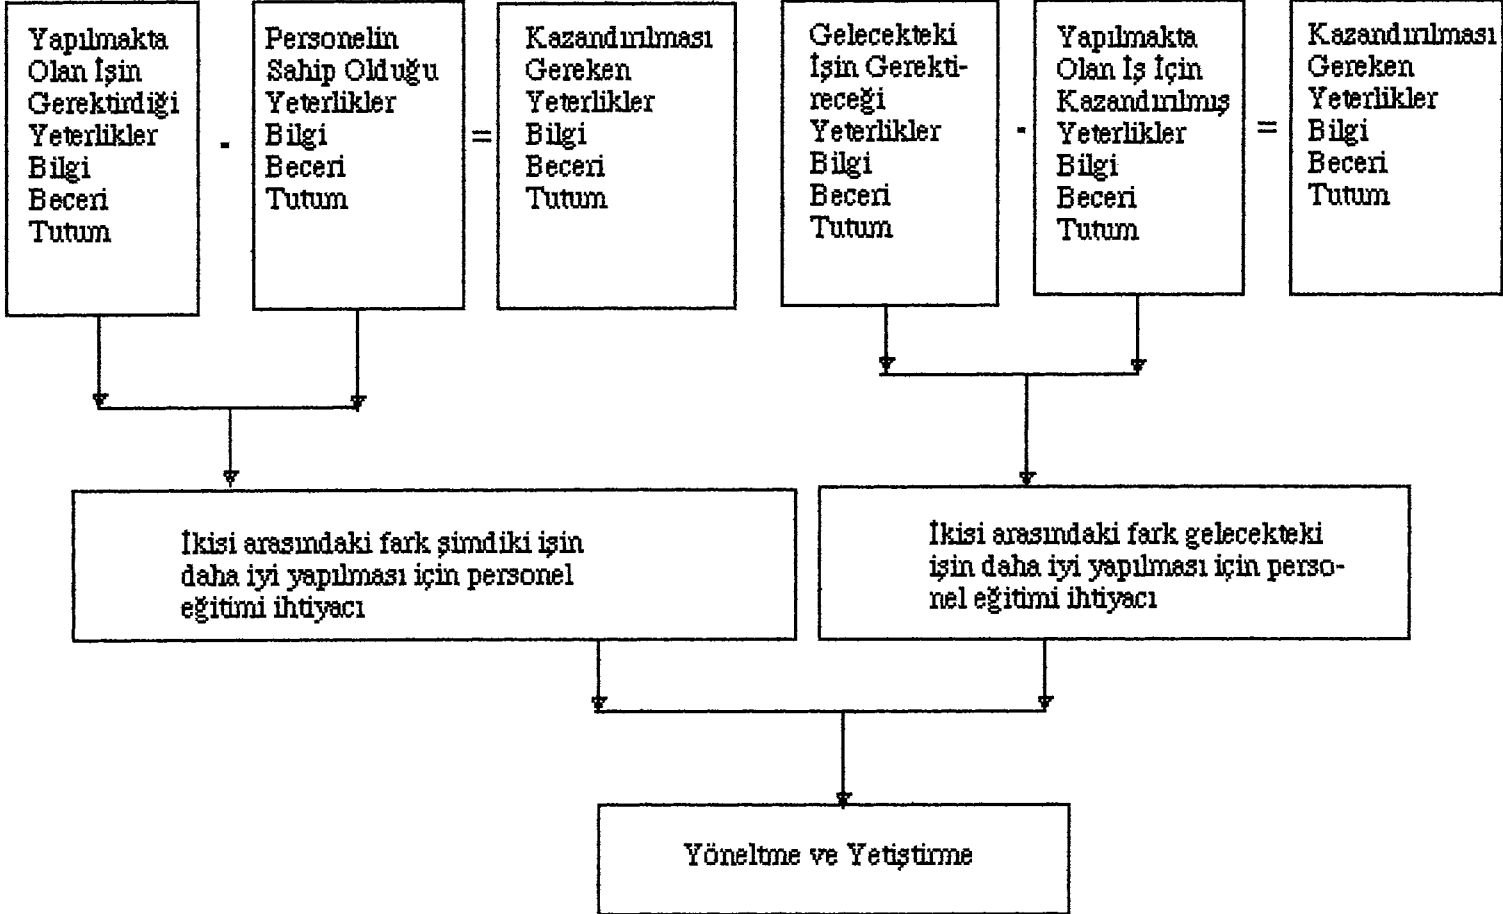 Yapılmakta
Olan İşin
Gerektirdiği
Yeterlikler
Bilgi
Beceri
Tutum
-
Personelin
Sahip Olduğu
Yeterlikler
Bilgi
Beceri
Tutum
=
Kazandırılması
Gereken
Yeterlikler
Bilgi
Beceri
Tutum
Gelecekteki
İşin Gerekti-
receği
Yeterlikler
Bilgi
Beceri
Tutum
-
Yapılmakta
Olan İş İçin
Kazandırılmış
Yeterlikler
Bilgi
Beceri
Tutum
=
Kazandırılması
Gereken
Yeterlikler
Bilgi
Beceri
Tutum
İkisi arasındaki fark şimdiki işin
daha iyi yapılması için personel
eğitimi ihtiyacı
İkisi arasındaki fark gelecekteki
işin daha iyi yapılması için perso-
nel eğitimi ihtiyacı
Yöneltme ve Yetiştirme